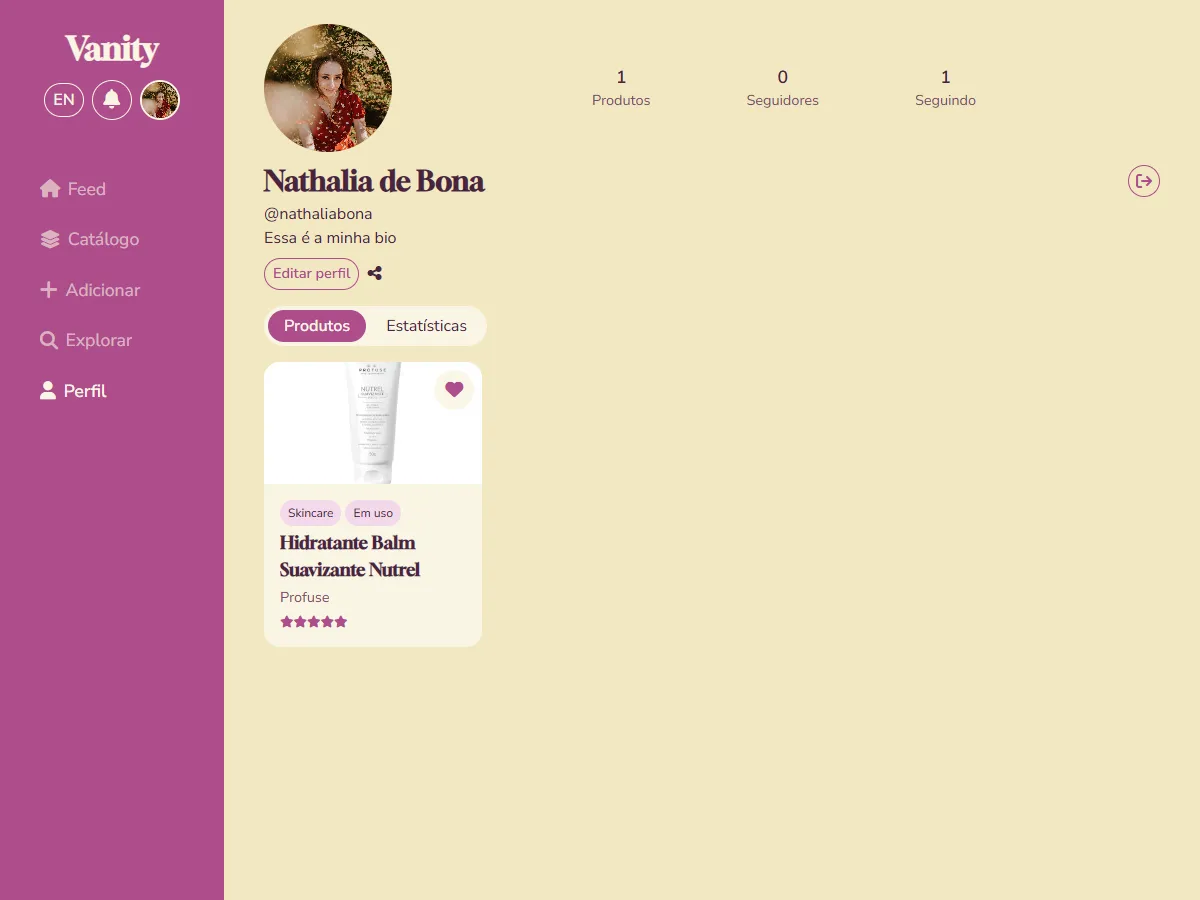 Vanity
EN
Feed
Catálogo
Adicionar
Explorar
Perfil
1
Produtos
0
Seguidores
1
Seguindo
Nathalia de Bona
@nathaliabona
Essa é a minha bio
Editar perfil
Produtos
Estatísticas
PROFUSE
NUTREL
SUAVIZANTE
Skincare
Em uso
Hidratante Balm
Suavizante Nutrel
Profuse